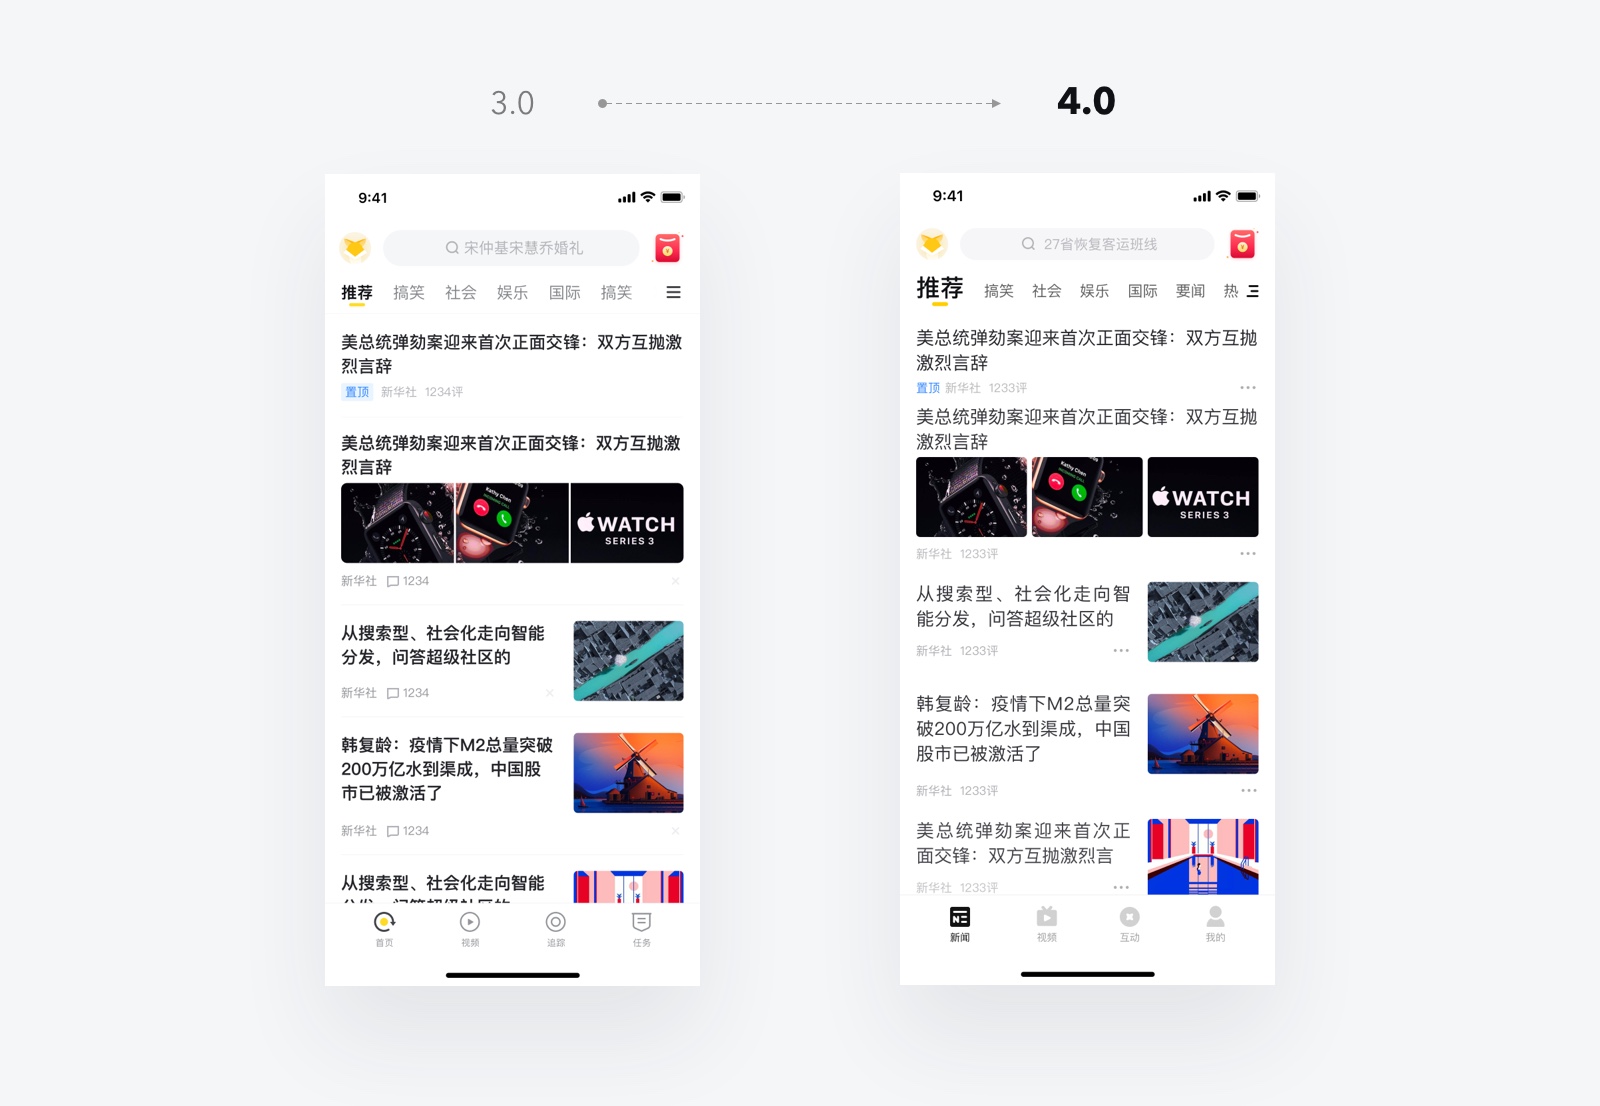 3.0
4.0
9:41
宋仲基宋慧乔婚礼
推荐 搞笑 社会 娱乐 国际 搞笑
美总统弹劾案迎来首次正面交锋：双方互抛激
烈言辞
置顶 新华社 1234评
美总统弹劾案迎来首次正面交锋：双方互抛激
烈言辞
Kathy Chen
WATCH
SERIES 3
新华社 1234
从搜索型、社会化走向智能
分发，问答超级社区的
新华社 1234
韩复龄：疫情下M2总量突破
200万亿水到渠成，中国股
市已被激活了
新华社 1234
从搜索型、社会化走向智能
分发，问答超级社区的
首页 视频 追踪 任务
9:41
27省恢复客运班线
推荐 搞笑 社会 娱乐 国际 要闻 热
美总统弹劾案迎来首次正面交锋：双方互抛
激烈言辞
置顶 新华社 1233评
美总统弹劾案迎来首次正面交锋：双方互抛
激烈言辞
Kathy Chen
WATCH
SERIES 3
新华社 1233评
从搜索型、社会化走向智
能分发，问答超级社区的
新华社 1233评
韩复龄：疫情下M2总量突
破200万亿水到渠成，中国
股市已被激活了
新华社 1233评
美总统弹劾案迎来首次正
面交锋：双方互抛激烈言
新华社 1233评
新闻 视频 互动 我的